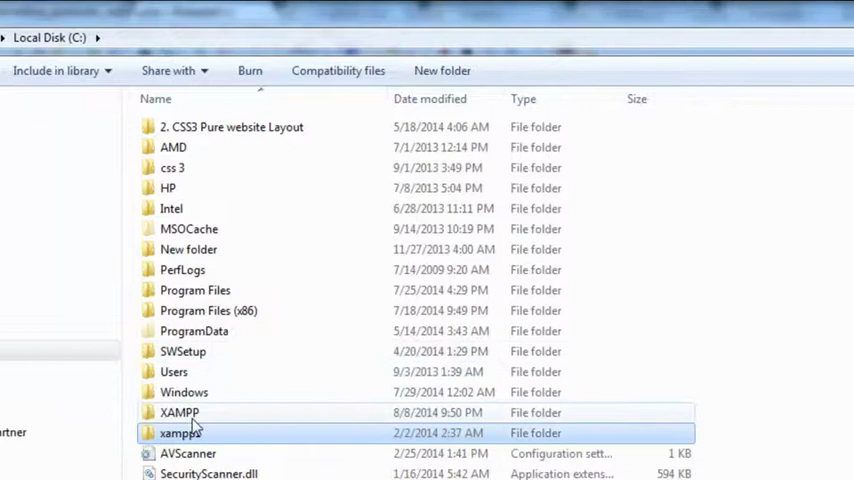 Local Disk (C:)
Include in library Share with Burn Compatibility files New folder
Name Date modified Type Size
2. CSS3 Pure website Layout 5/18/2014 4:06 AM File folder
AMD 7/1/2013 12:14 PM File folder
css 3 9/1/2013 3:49 PM File folder
HP 7/8/2013 5:04 PM File folder
Intel 6/28/2013 11:11 PM File folder
MSOCache 9/14/2013 10:19 PM File folder
New folder 11/27/2013 4:00 AM File folder
PerfLogs 7/14/2009 9:20 AM File folder
Program Files 7/25/2014 4:29 PM File folder
Program Files (x86) 7/18/2014 9:49 PM File folder
ProgramData 5/14/2014 3:43 AM File folder
SWSetup 4/20/2014 1:29 PM File folder
Users 9/3/2013 1:39 AM File folder
Windows 7/29/2014 12:02 AM File folder
XAMPP 8/8/2014 9:50 PM File folder
artner
2/2/2014 2:37 AM File folder
AVScanner 2/25/2014 1:41 PM Configuration sett... 1 KB
SecurityScanner.dll 1/16/2014 5:42 AM Application extens... 594 KB